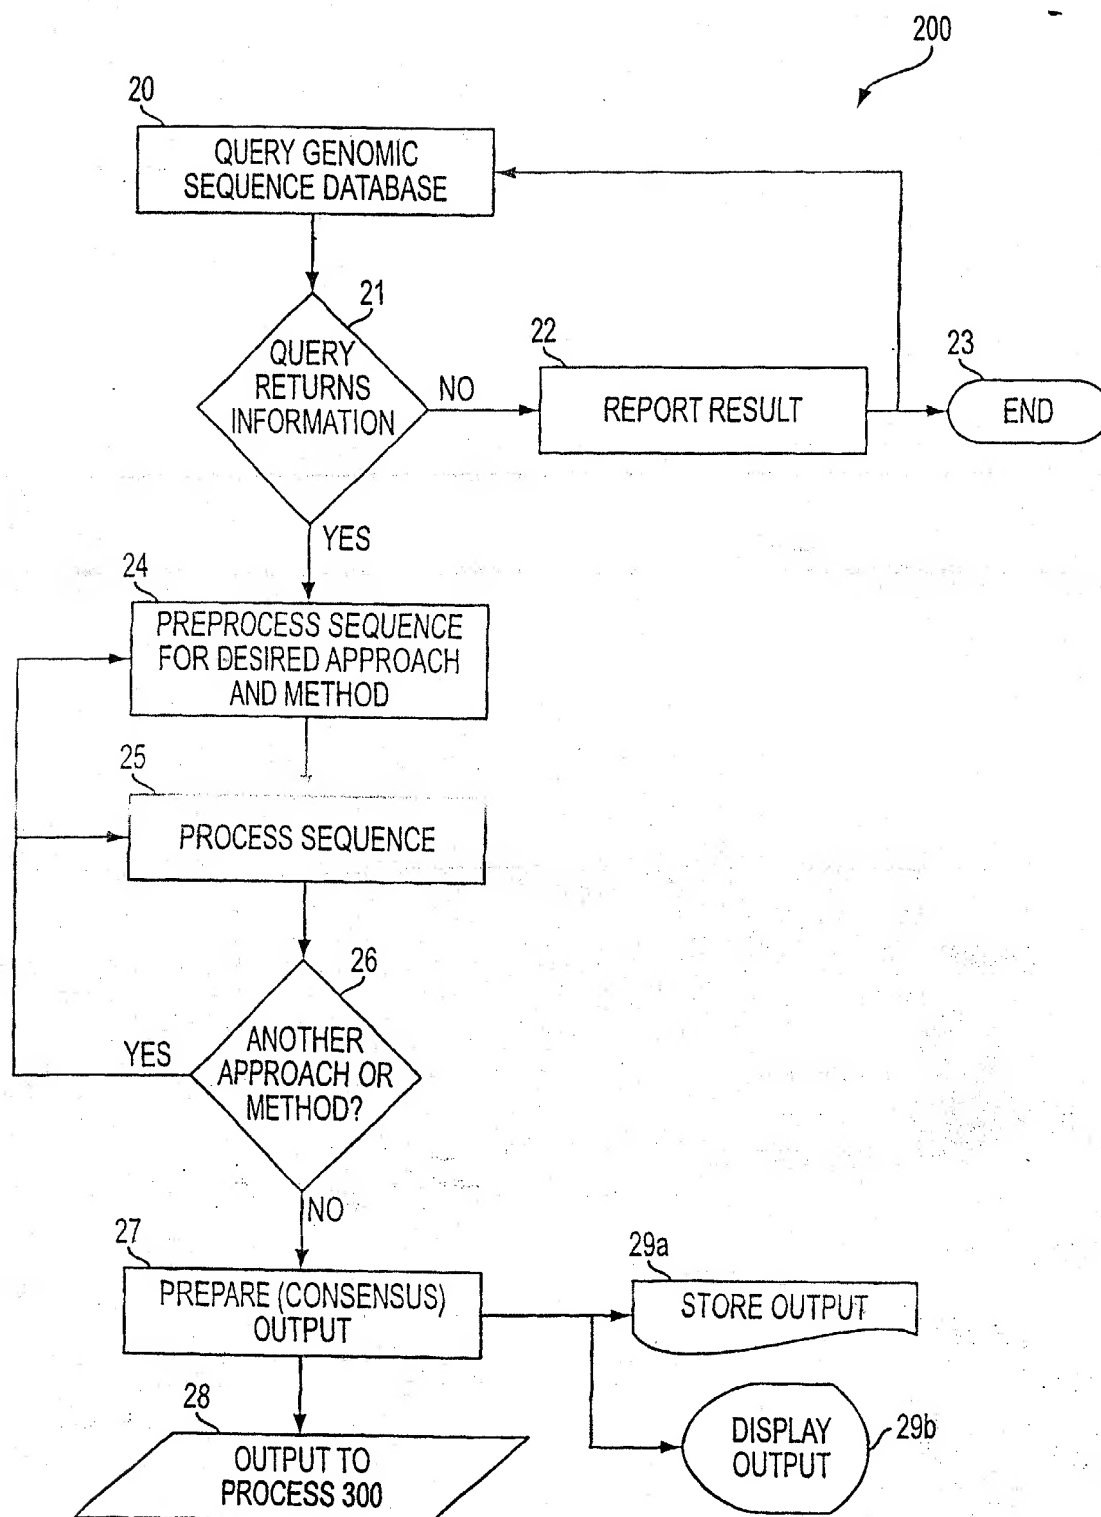 200
20
QUERY GENOMIC
SEQUENCE DATABASE
21
QUERY
RETURNS
INFORMATION
NO
22
REPORT RESULT
23
END
YES
24
PREPROCESS SEQUENCE
FOR DESIRED APPROACH
AND METHOD
25
PROCESS SEQUENCE
26
ANOTHER
APPROACH OR
METHOD?
YES
NO
27
PREPARE (CONSENSUS)
OUTPUT
29a
STORE OUTPUT
28
OUTPUT TO
PROCESS 300
DISPLAY
OUTPUT
29b